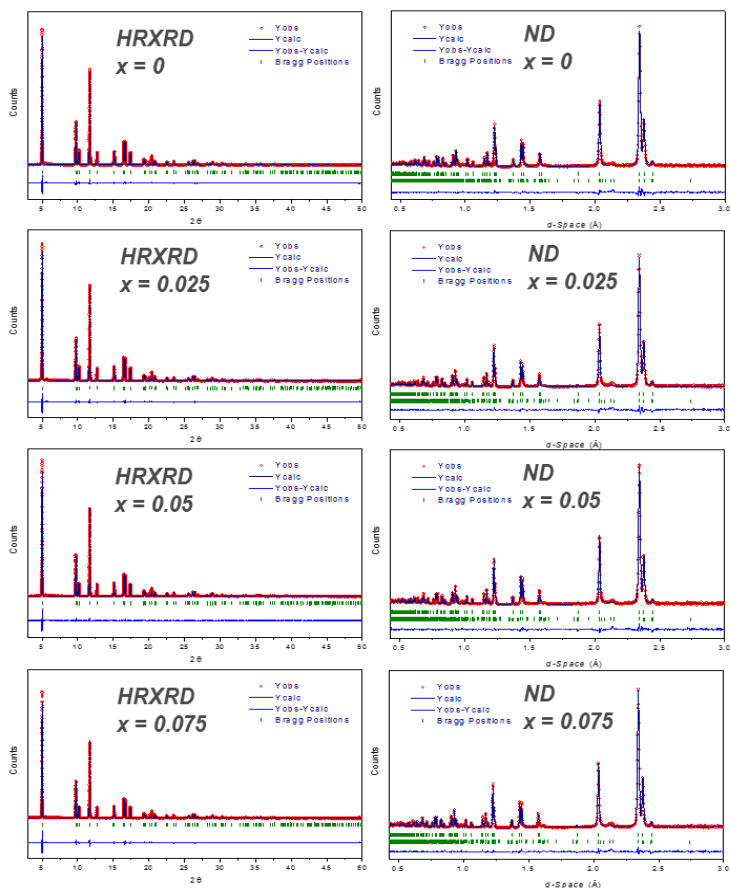 HRXRD
x = 0
Yobs
Ycalc
Yobs-Ycalc
Bragg Positions
Counts
5 10 15 20 25 30 35 40 45 50
2θ
ND
x = 0
Yobs
Ycalc
Yobs-Ycalc
Bragg Positions
Counts
0.5 1.0 1.5 2.0 2.5 3.0
d-Space (Å)
HRXRD
x = 0.025
Yobs
Ycalc
Yobs-Ycalc
Bragg Positions
Counts
5 10 15 20 25 30 35 40 45 50
2θ
ND
x = 0.025
Yobs
Ycalc
Yobs-Ycalc
Bragg Positions
Counts
0.5 1.0 1.5 2.0 2.5 3.0
d-Space (Å)
HRXRD
x = 0.05
Yobs
Ycalc
Yobs-Ycalc
Bragg Positions
Counts
5 10 15 20 25 30 35 40 45 50
2θ
ND
x = 0.05
Yobs
Ycalc
Yobs-Ycalc
Bragg Positions
Counts
0.5 1.0 1.5 2.0 2.5 3.0
d-Space (Å)
HRXRD
x = 0.075
Yobs
Ycalc
Yobs-Ycalc
Bragg Positions
Counts
5 10 15 20 25 30 35 40 45 50
2θ
ND
x = 0.075
Yobs
Ycalc
Yobs-Ycalc
Bragg Positions
Counts
0.5 1.0 1.5 2.0 2.5 3.0
d-Space (Å)